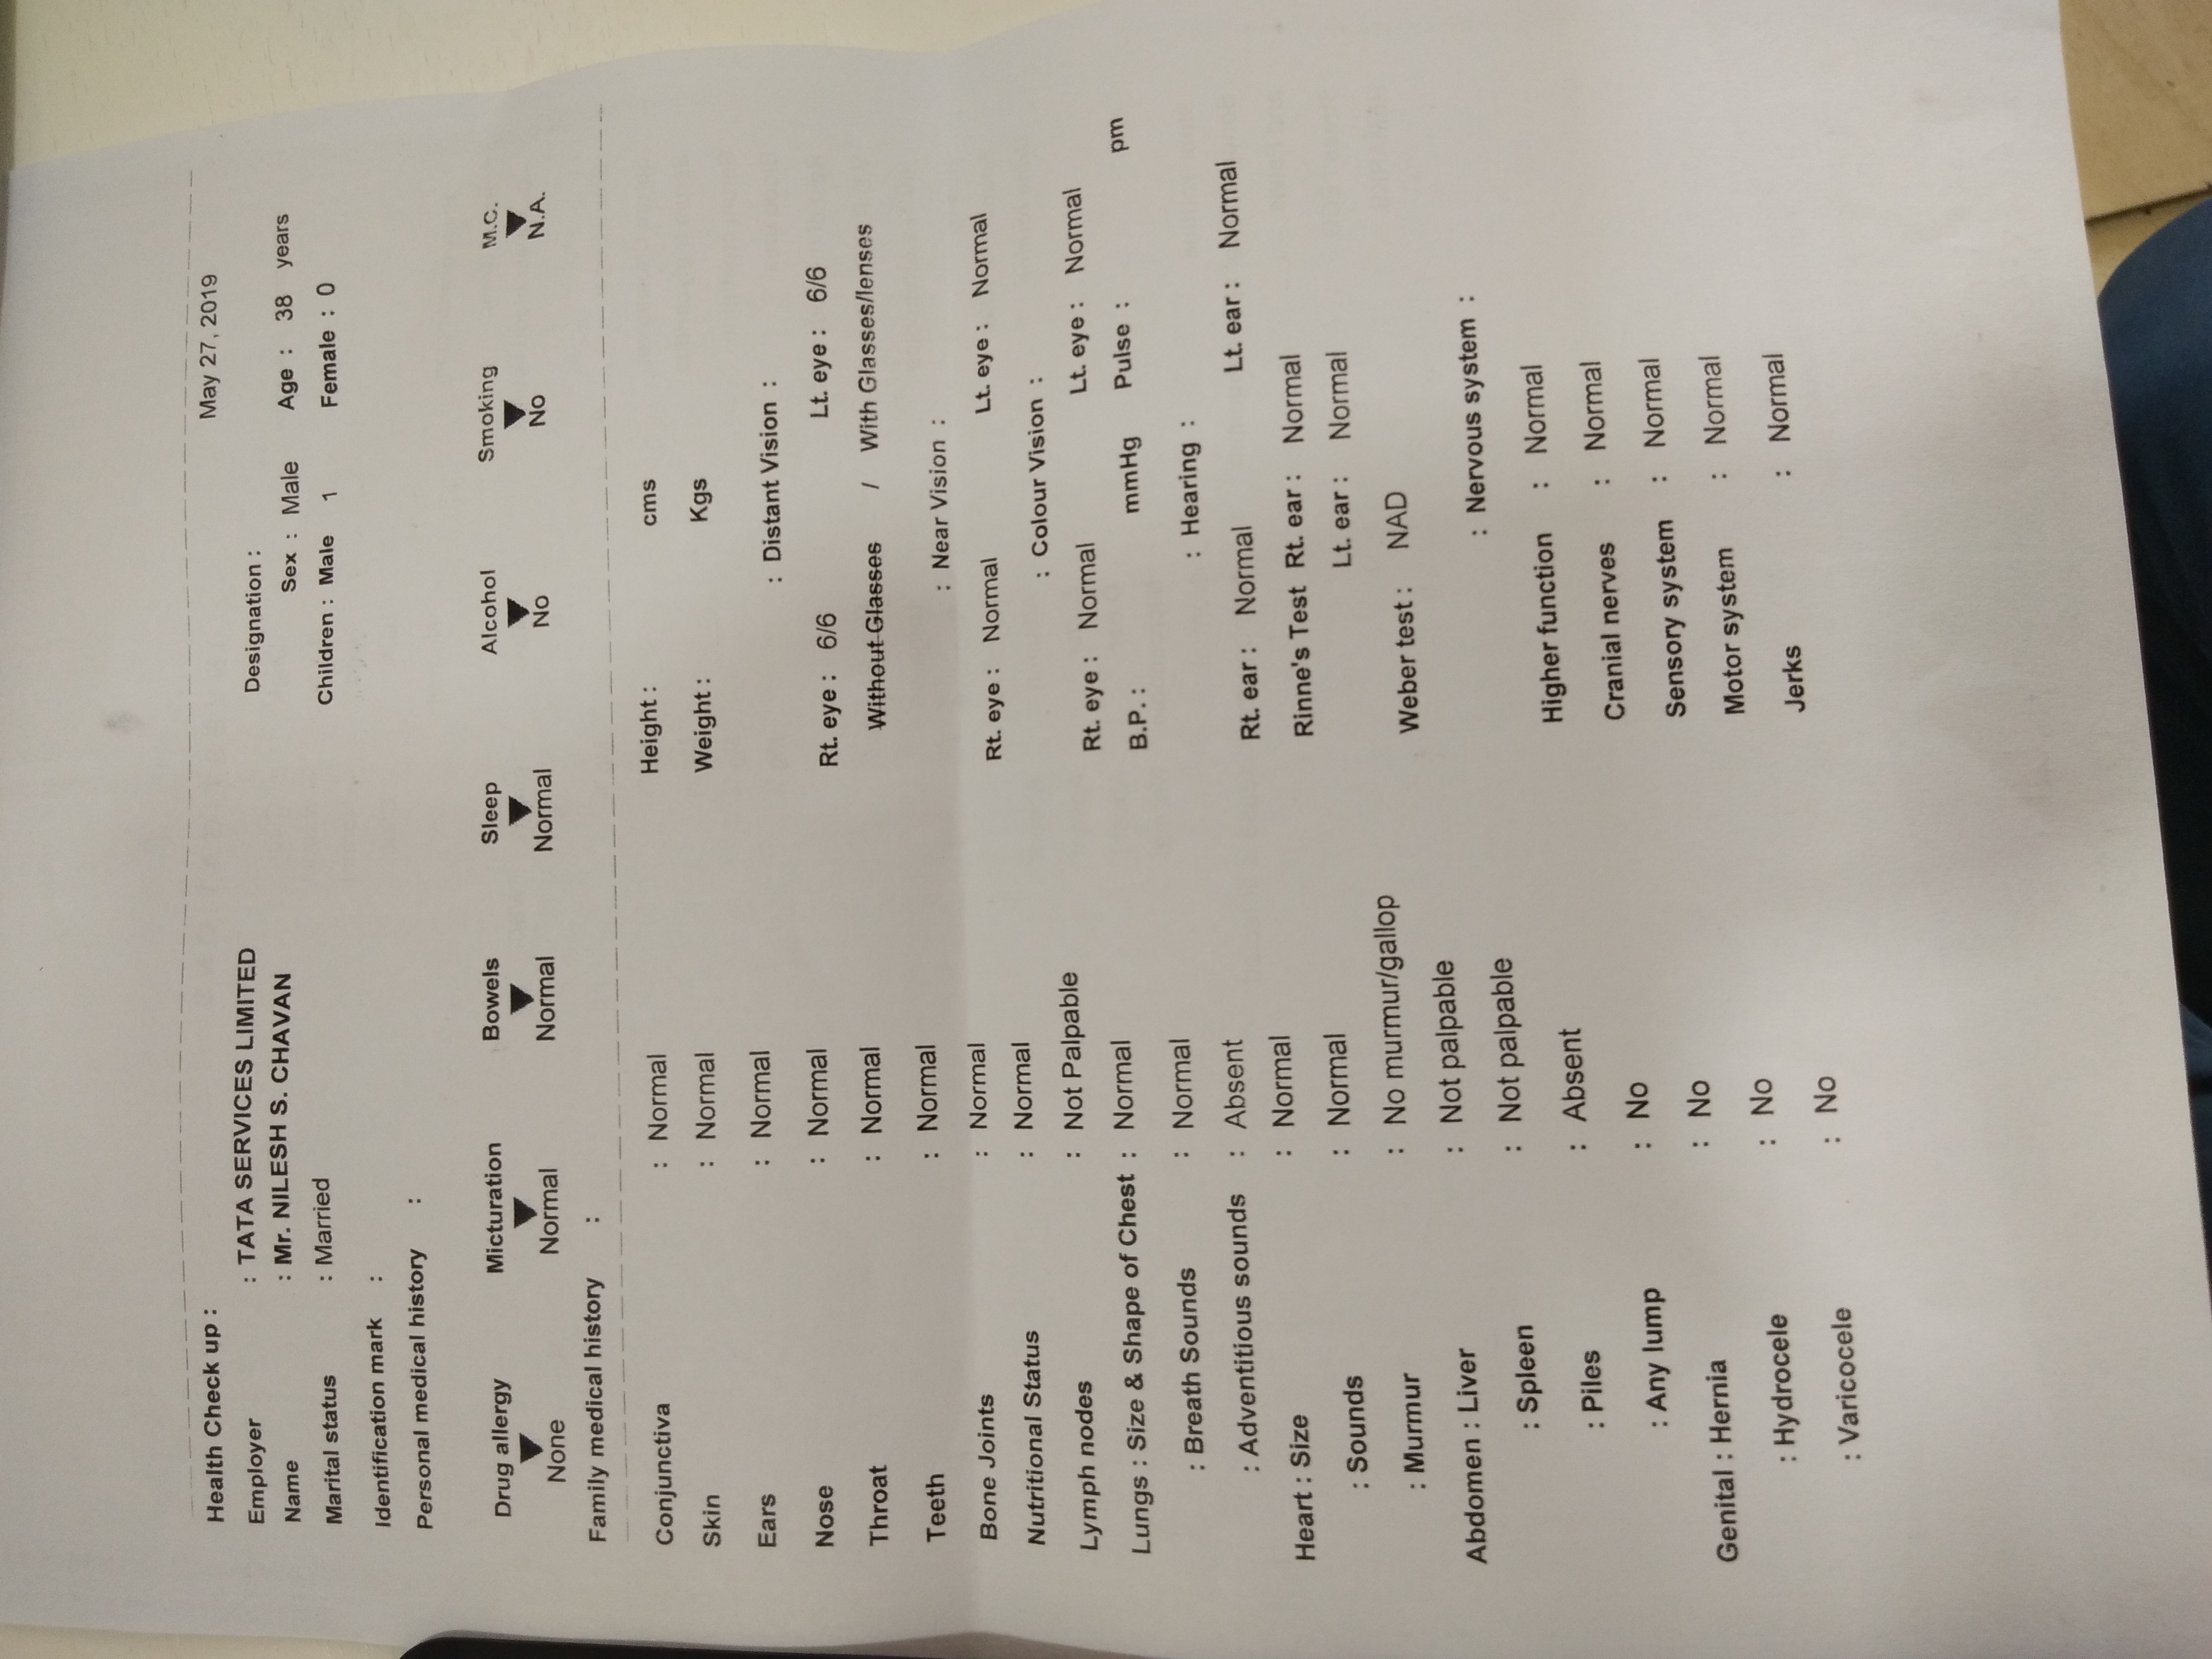 Health Check up : May 27, 2019
Employer : TATA SERVICES LIMITED Designation :
Name : Mr. NILESH S. CHAVAN Sex : Male Age : 38 years
Marital status : Married Children : Male 1 Female : 0
Identification mark :
Personal medical history :
Drug allergy Micturation Bowels Sleep Alcohol Smoking M.C.
None Normal Normal Normal No No N.A.
Family medical history :
Conjunctiva : Normal Height : cms
Skin : Normal Weight : Kgs
Ears : Normal : Distant Vision :
Nose : Normal Rt. eye : 6/6 Lt. eye : 6/6
Throat : Normal Without Glasses / With Glasses/lenses
Teeth : Normal : Near Vision :
Bone Joints : Normal Rt. eye : Normal Lt. eye : Normal
Nutritional Status : Normal : Colour Vision :
Lymph nodes : Not Palpable Rt. eye : Normal Lt. eye : Normal
Lungs : Size & Shape of Chest : Normal B.P. : mmHg Pulse : pm
: Breath Sounds : Normal : Hearing :
: Adventitious sounds : Absent Rt. ear : Normal Lt. ear : Normal
Heart : Size : Normal Rinne's Test Rt. ear : Normal
: Sounds : Normal Lt. ear : Normal
: Murmur : No murmur/gallop Weber test : NAD
Abdomen : Liver : Not palpable : Nervous system :
: Spleen : Not palpable Higher function : Normal
: Piles : Absent Cranial nerves : Normal
: Any lump : No Sensory system : Normal
Genital : Hernia : No Motor system : Normal
: Hydrocele : No Jerks : Normal
: Varicocele : No